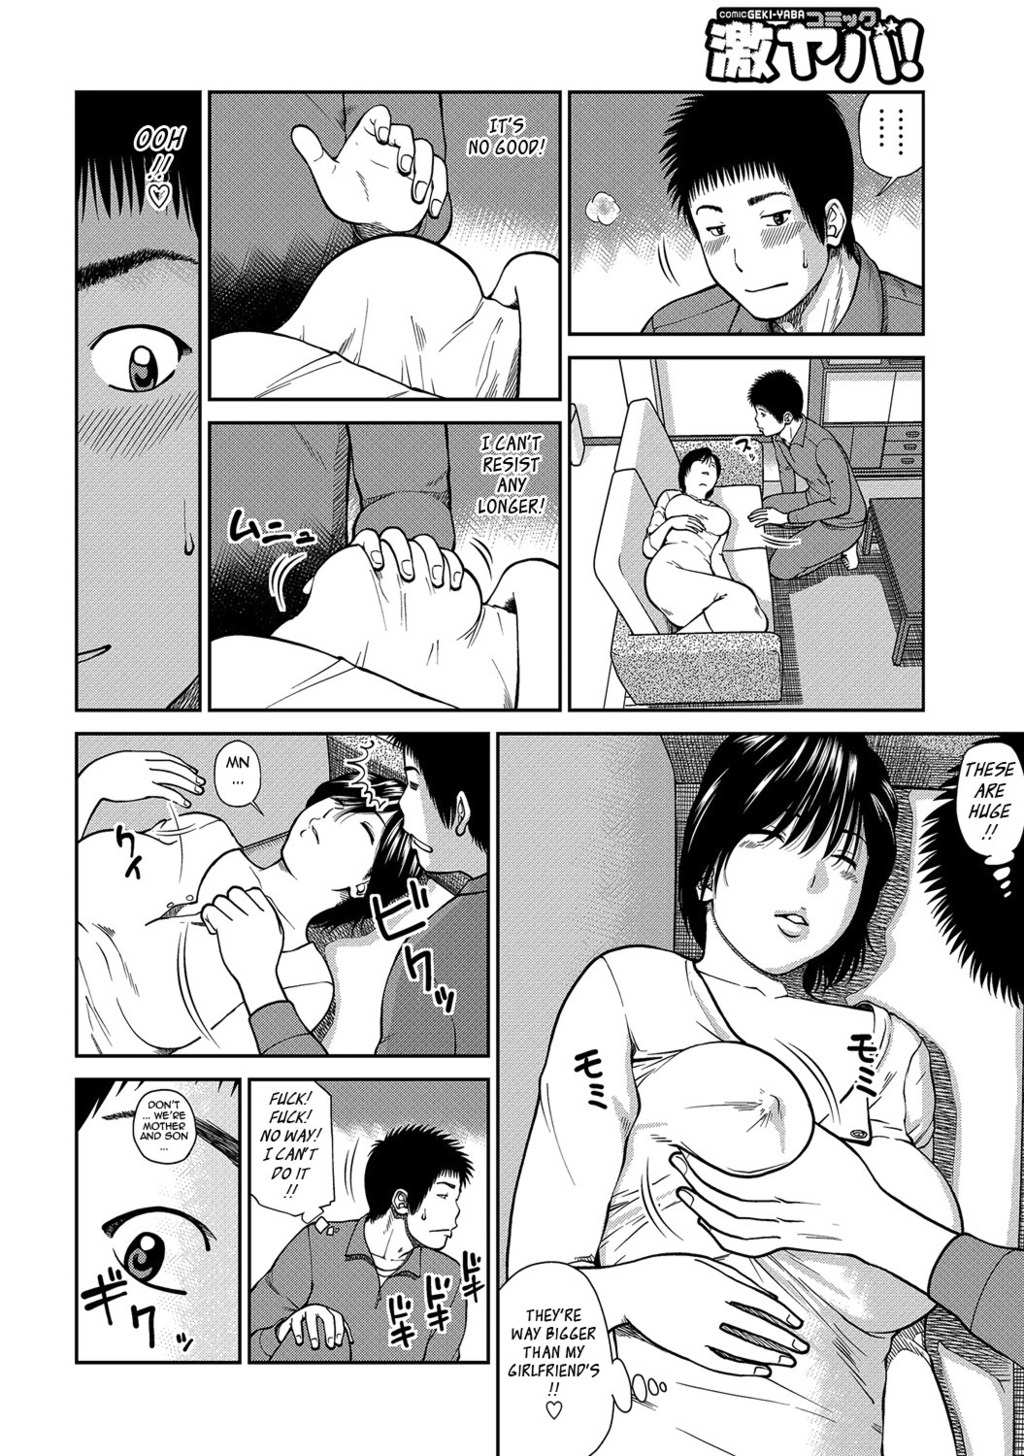 COMIC GEKI-YABA コミック
激ヤバ!
OOH
!!
♡
IT'S
NO GOOD!
I CAN'T
RESIST
ANY
LONGER!
ムニュ
スッ
THESE
ARE
HUGE
!!
モミ
モミ
THEY'RE
WAY BIGGER
THAN MY
GIRLFRIEND'S
!!
♡
MN
...
クイ
ビクッ
FUCK!
FUCK!
NO WAY!
I CAN'T
DO IT
!!
ドキ
ドキ
ドキ
DON'T
... WE'RE
MOTHER
AND SON
...
ギクッ